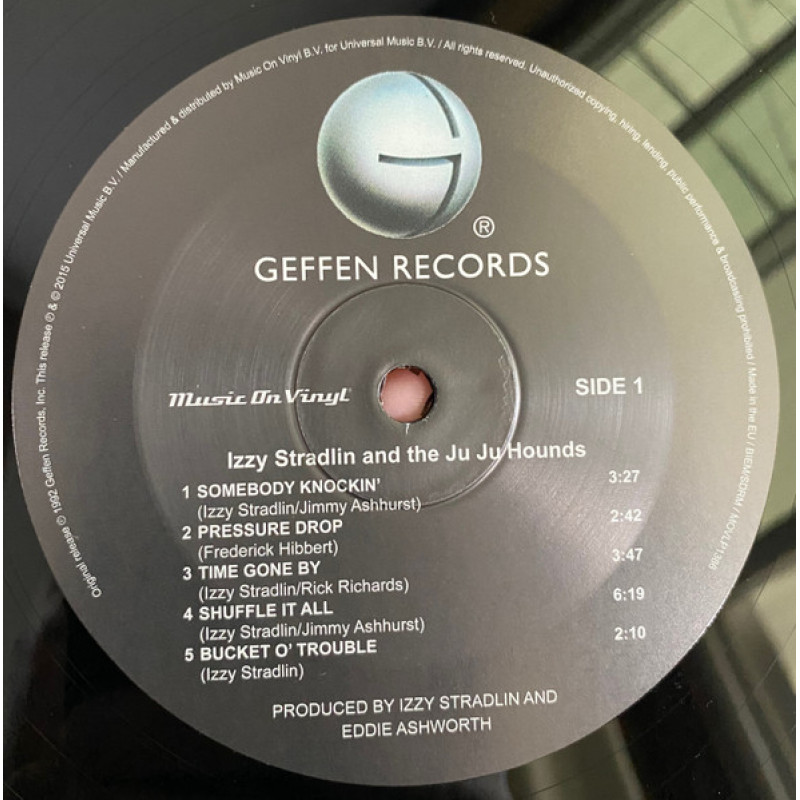 Original release ℗ 1992 Geffen Records, Inc. This release ℗ & © 2015 Universal Music B.V. / Manufactured & distributed by Music On Vinyl B.V. for Universal Music B.V. / All rights reserved. Unauthorized copying, hiring, lending, public performance & broadcasting prohibited / Made in the EU / BIEM/SDRM / MOVLP1386
®
GEFFEN RECORDS
Music On Vinyl
SIDE 1
Izzy Stradlin and the Ju Ju Hounds
1 SOMEBODY KNOCKIN' 3:27
(Izzy Stradlin/Jimmy Ashhurst)
2 PRESSURE DROP 2:42
(Frederick Hibbert)
3 TIME GONE BY 3:47
(Izzy Stradlin/Rick Richards)
4 SHUFFLE IT ALL 6:19
(Izzy Stradlin/Jimmy Ashhurst)
5 BUCKET O' TROUBLE 2:10
(Izzy Stradlin)
PRODUCED BY IZZY STRADLIN AND
EDDIE ASHWORTH